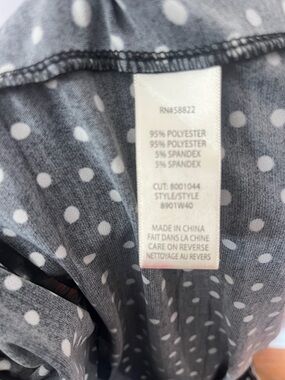 RN#58822
95% POLYESTER
95% POLYESTER
5% SPANDEX
5% SPANDEX
CUT: 8001044
STYLE/STYLE
8901W40
MADE IN CHINA
FAIT DANS LA CHINE
CARE ON REVERSE
NETTOYAGE AU REVERS